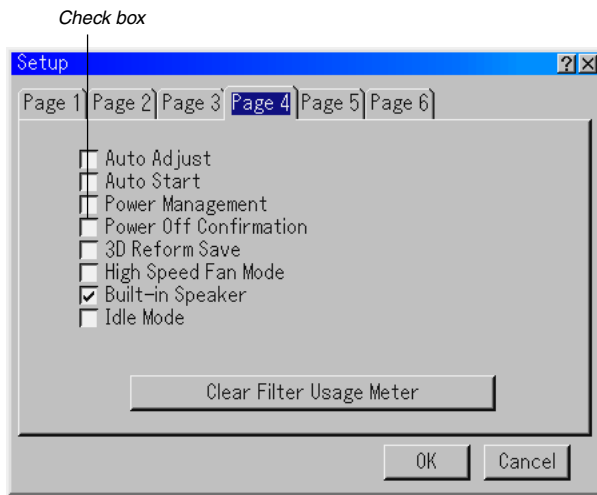 Check box
Setup
Page 1 Page 2 Page 3 Page 4 Page 5 Page 6
Auto Adjust
Auto Start
Power Management
Power Off Confirmation
3D Reform Save
High Speed Fan Mode
Built-in Speaker
Idle Mode
Clear Filter Usage Meter
OK Cancel